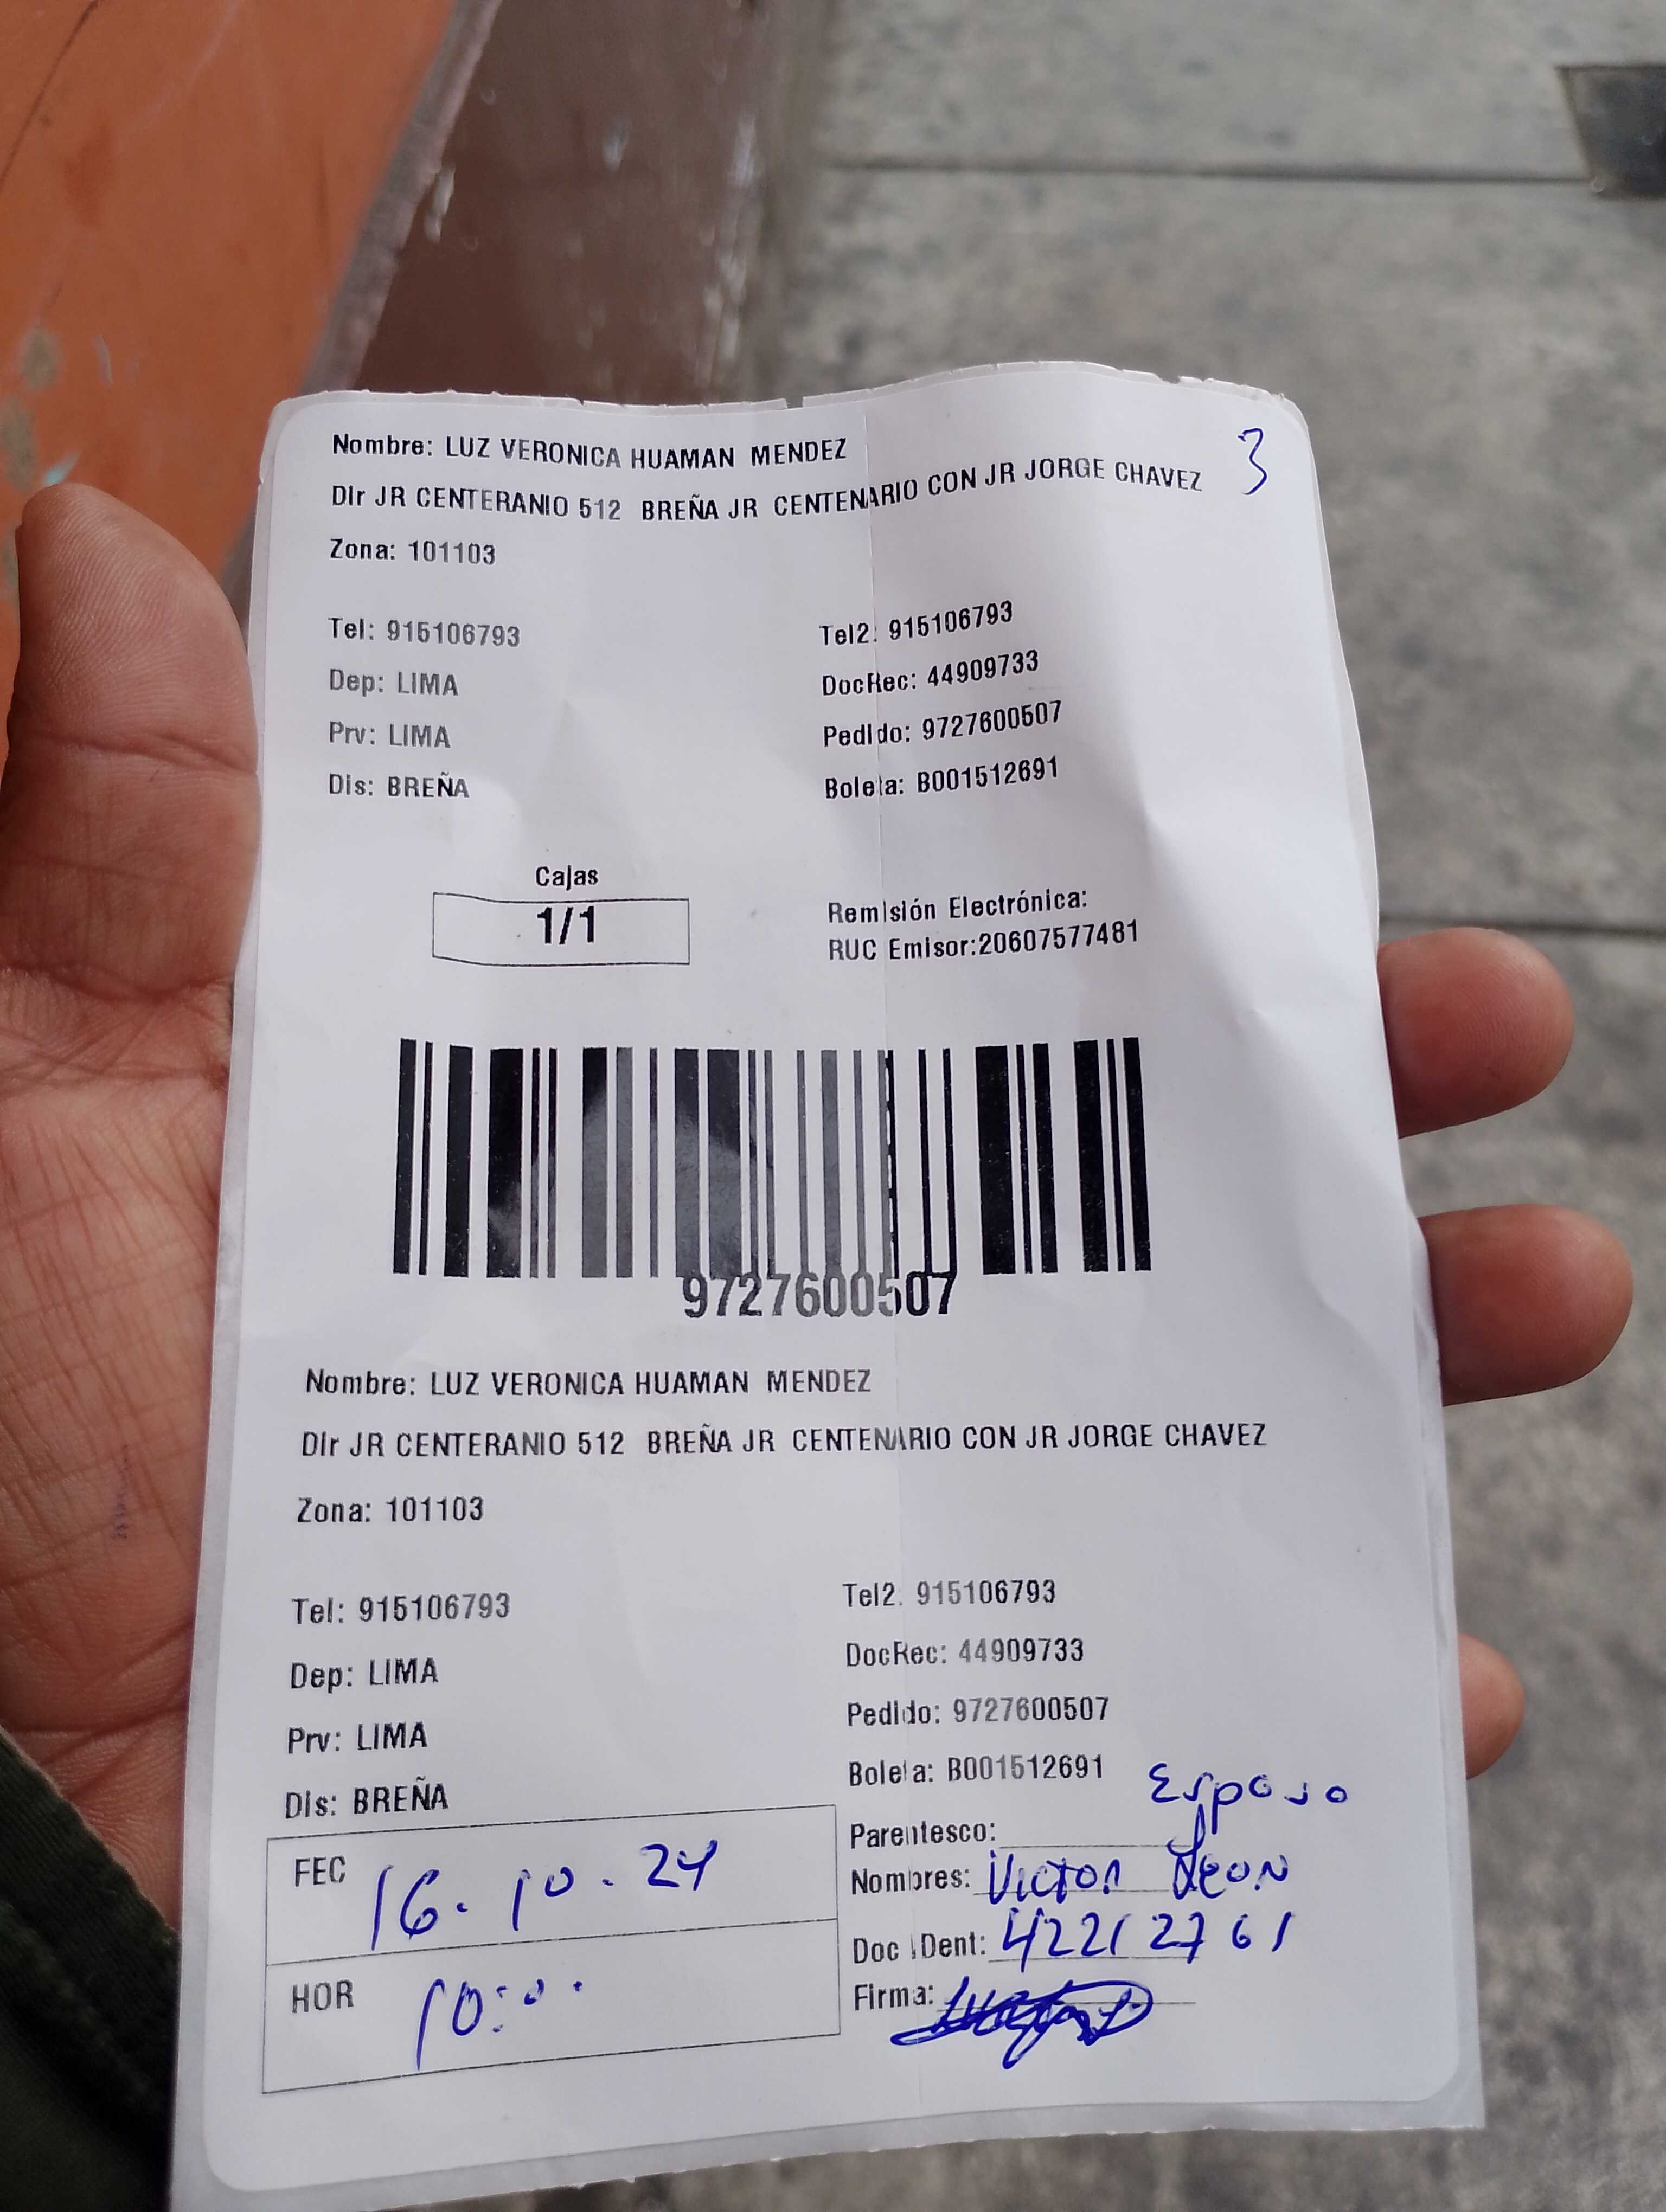 Nombre: LUZ VERONICA HUAMAN MENDEZ
3
Dir JR CENTERANIO 512 BREÑA JR CENTENARIO CON JR JORGE CHAVEZ
Zona: 101103
Tel: 915106793 Tel2: 915106793
Dep: LIMA DocRec: 44909733
Prv: LIMA Pedido: 9727600507
Dis: BREÑA Boleta: B001512691
Cajas
1/1
Remisión Electrónica:
RUC Emisor:20607577481
9727600507
Nombre: LUZ VERONICA HUAMAN MENDEZ
Dir JR CENTERANIO 512 BREÑA JR CENTENARIO CON JR JORGE CHAVEZ
Zona: 101103
Tel: 915106793 Tel2: 915106793
Dep: LIMA DocRec: 44909733
Prv: LIMA Pedido: 9727600507
Dis: BREÑA Boleta: B001512691
Parentesco: Esposo
FEC 16.10.24
Nombres: Victor Leon
Doc iDent: 42212761
HOR 10:00
Firma: